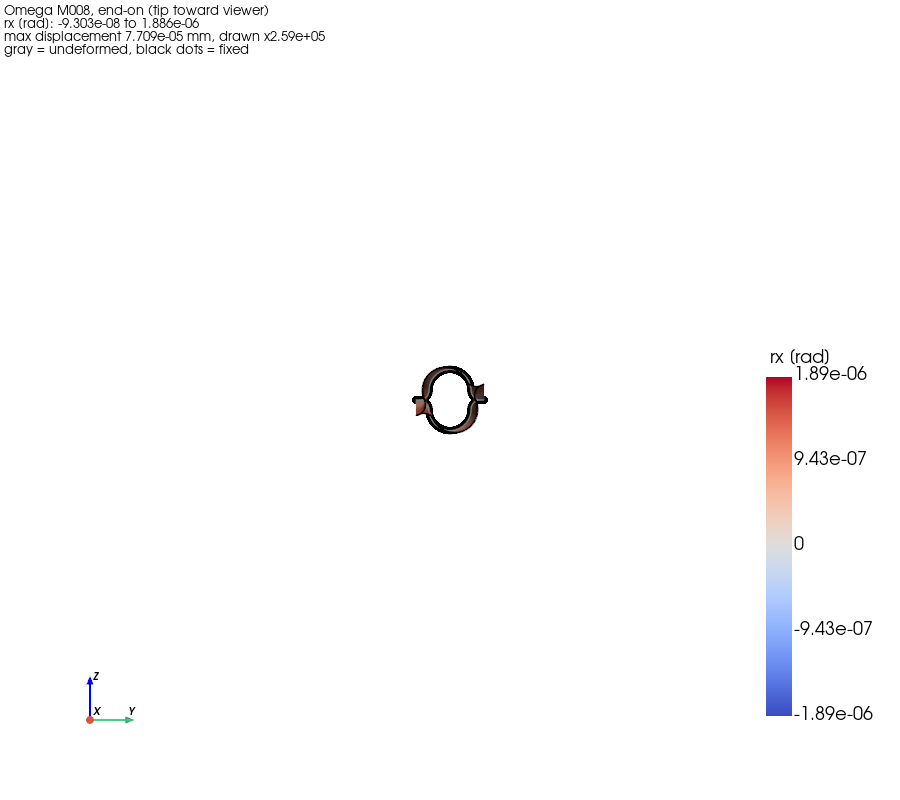 Omega M008, end-on (tip toward viewer)
rx [rad]: -9.303e-08 to 1.886e-06
max displacement 7.709e-05 mm, drawn x2.59e+05
gray = undeformed, black dots = fixed
rx [rad]
1.89e-06
9.43e-07
0
-9.43e-07
-1.89e-06
Z
X Y